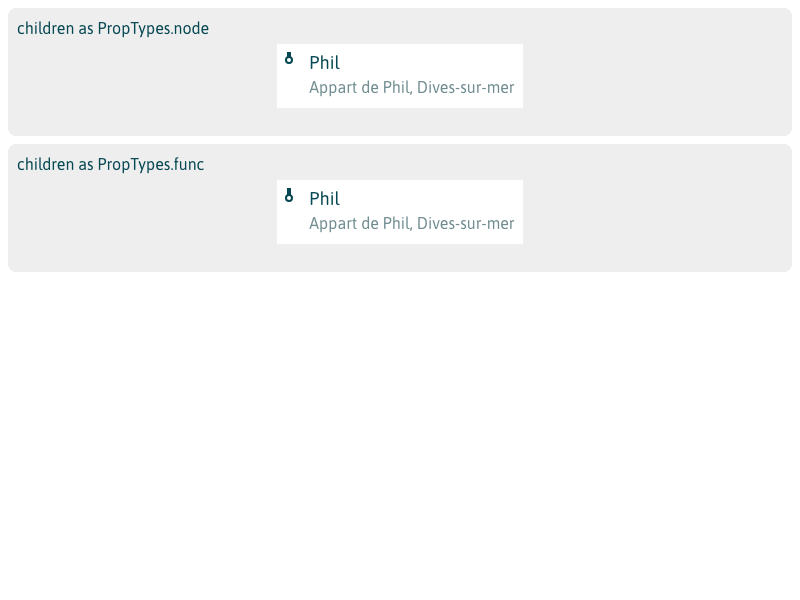 children as PropTypes.node
Phil
Appart de Phil, Dives-sur-mer
children as PropTypes.func
Phil
Appart de Phil, Dives-sur-mer